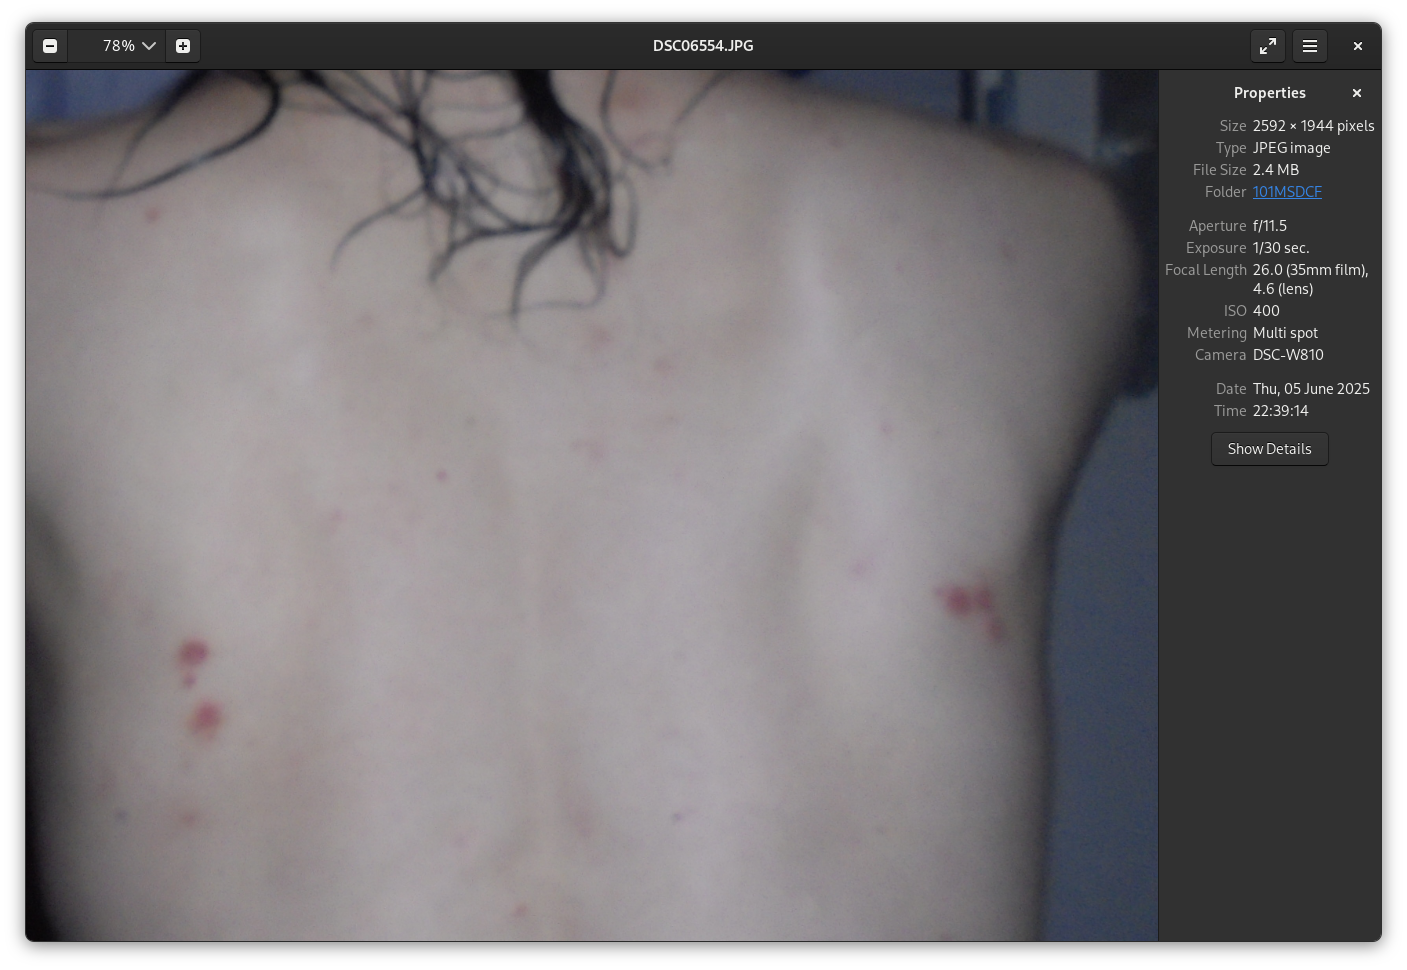 78%
DSC06554.JPG
Properties
Size 2592 × 1944 pixels
Type JPEG image
File Size 2.4 MB
Folder 101MSDCF
Aperture f/11.5
Exposure 1/30 sec.
Focal Length 26.0 (35mm film),
4.6 (lens)
ISO 400
Metering Multi spot
Camera DSC-W810
Date Thu, 05 June 2025
Time 22:39:14
Show Details